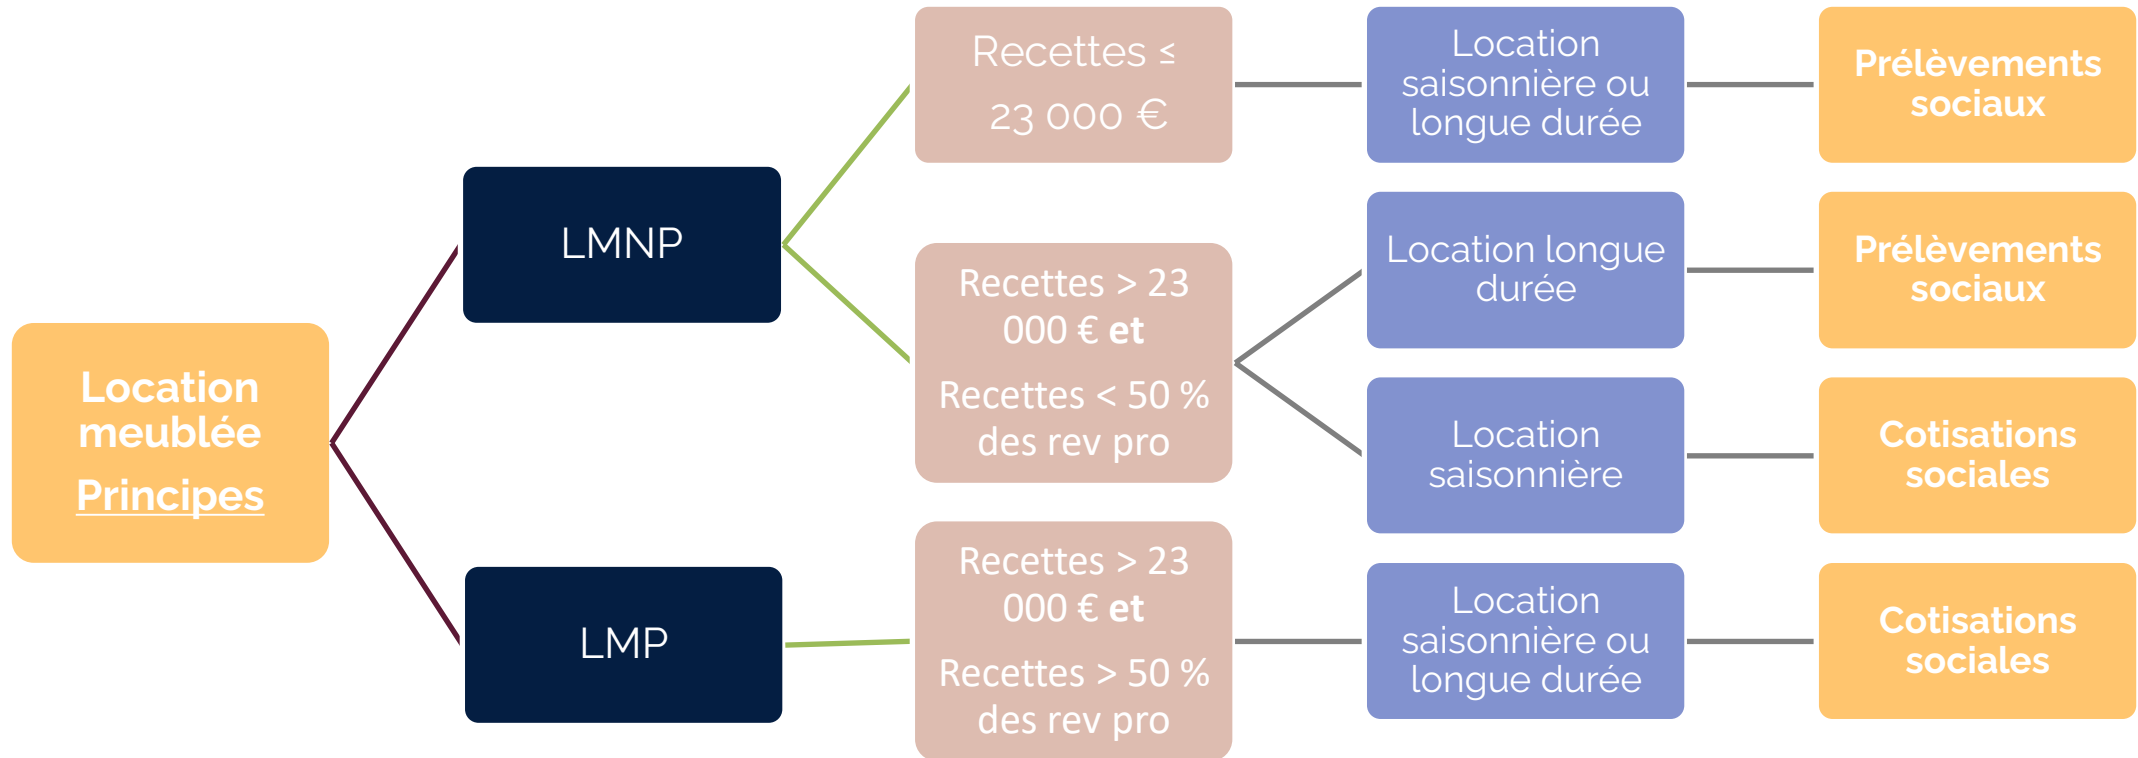 Location
meublée
Principes
LMNP
LMP
Recettes ≤
23 000 €
Recettes > 23
000 € et
Recettes < 50 %
des rev pro
Recettes > 23
000 € et
Recettes > 50 %
des rev pro
Location
saisonnière ou
longue durée
Location longue
durée
Location
saisonnière
Location
saisonnière ou
longue durée
Prélèvements
sociaux
Prélèvements
sociaux
Cotisations
sociales
Cotisations
sociales